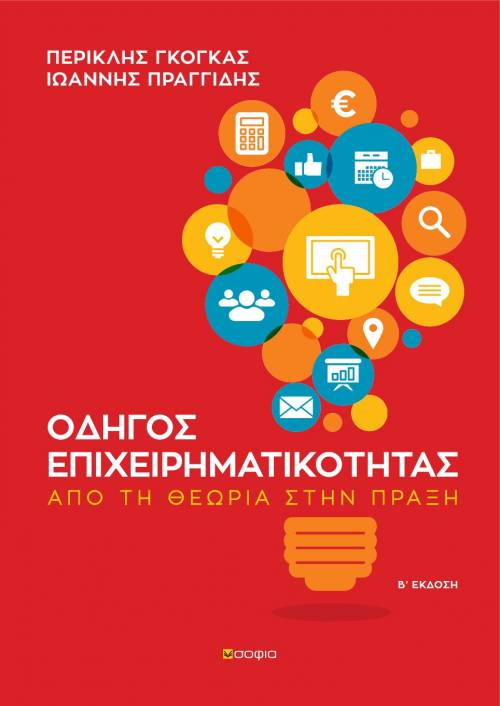 ΠΕΡΙΚΛΗΣ ΓΚΟΓΚΑΣ
ΙΩΑΝΝΗΣ ΠΡΑΓΓΙΔΗΣ
€
ΟΔΗΓΟΣ
ΕΠΙΧΕΙΡΗΜΑΤΙΚΟΤΗΤΑΣ
ΑΠΟ ΤΗ ΘΕΩΡΙΑ ΣΤΗΝ ΠΡΑΞΗ
Β' ΕΚΔΟΣΗ
σοφια